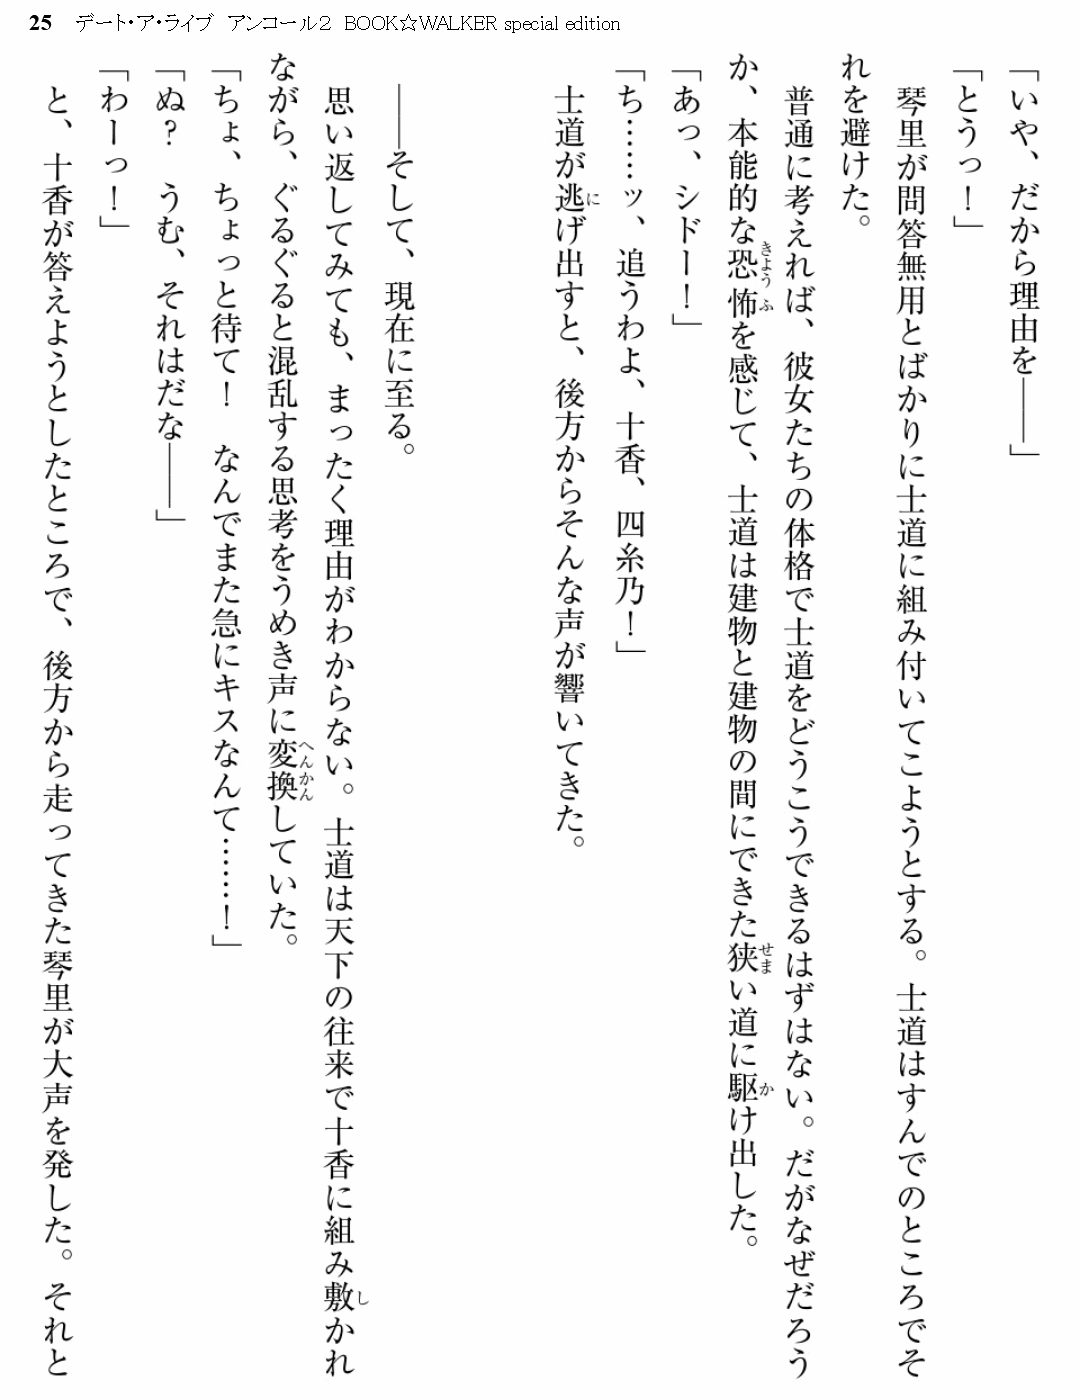 25 デート・ア・ライブ アンコール2 BOOK☆WALKER special edition
「いや、だから理由を――」
「とうっ！」
琴里が問答無用とばかりに士道に組み付いてこようとする。士道はすんでのところでそ
れを避けた。
普通に考えれば、彼女たちの体格で士道をどうこうできるはずはない。だがなぜだろう
か、本能的な恐怖を感じて、士道は建物と建物の間にできた狭い道に駆け出した。
「あっ、シドー！」
「ち……ッ、追うわよ、十香、四糸乃！」
士道が逃げ出すと、後方からそんな声が響いてきた。
――そして、現在に至る。
思い返してみても、まったく理由がわからない。士道は天下の往来で十香に組み敷かれ
ながら、ぐるぐると混乱する思考をうめき声に変換していた。
「ちょ、ちょっと待て！　なんでまた急にキスなんて……！」
「ぬ？　うむ、それはだな――」
「わーっ！」
と、十香が答えようとしたところで、後方から走ってきた琴里が大声を発した。それと